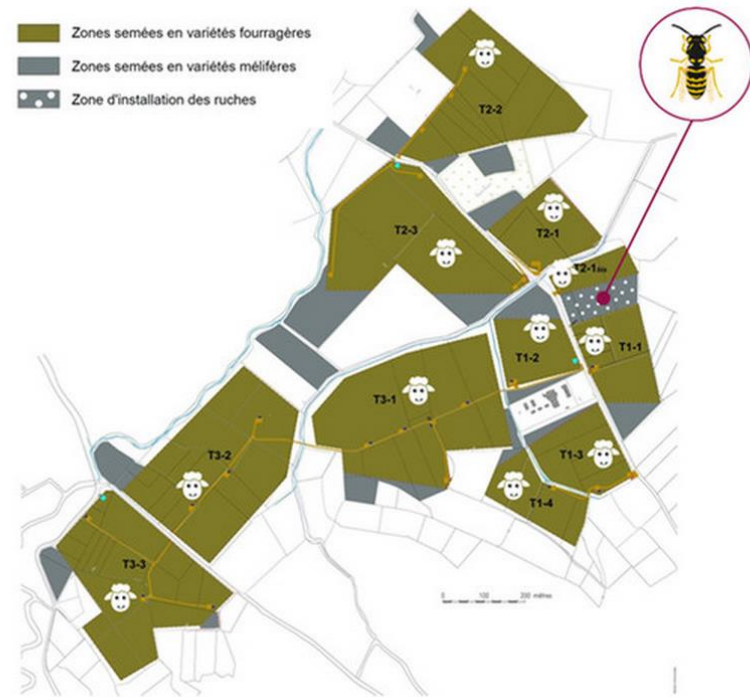 Zones semées en variétés fourragères
Zones semées en variétés mélifères
Zone d'installation des ruches
T2-2
T2-3
T2-1
T2-1bis
T1-2
T1-1
T3-1
T1-3
T3-2
T1-4
T3-3
0 100 200 mètres